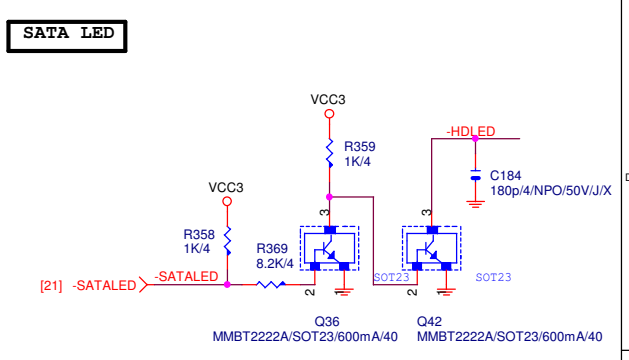 SATA LED
VCC3
-HDLED
R359
1K/4
C184
180p/4/NPO/50V/J/X
VCC3
3
3
R358
1K/4
R369
8.2K/4
SOT23
SOT23
[21] -SATALED
-SATALED
2
1
2
1
Q36
MMBT2222A/SOT23/600mA/40
Q42
MMBT2222A/SOT23/600mA/40